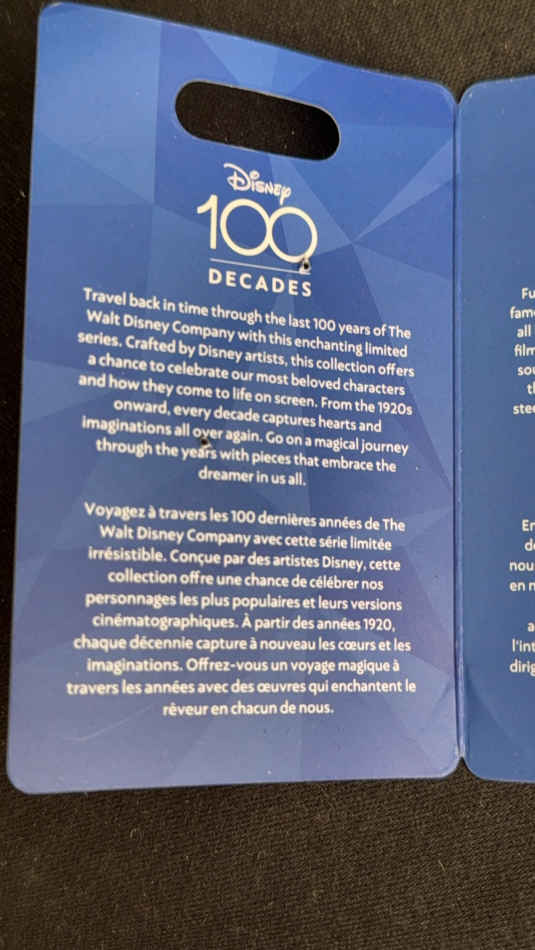 Disney
100
DECADES
Travel back in time through the last 100 years of The
Walt Disney Company with this enchanting limited
series. Crafted by Disney artists, this collection offers
a chance to celebrate our most beloved characters
and how they come to life on screen. From the 1920s
onward, every decade captures hearts and
imaginations all over again. Go on a magical journey
through the years with pieces that embrace the
dreamer in us all.
Voyagez à travers les 100 dernières années de The
Walt Disney Company avec cette série limitée
irrésistible. Conçue par des artistes Disney, cette
collection offre une chance de célébrer nos
personnages les plus populaires et leurs versions
cinématographiques. À partir des années 1920,
chaque décennie capture à nouveau les cœurs et les
imaginations. Offrez-vous un voyage magique à
travers les années avec des œuvres qui enchantent le
rêveur en chacun de nous.
all